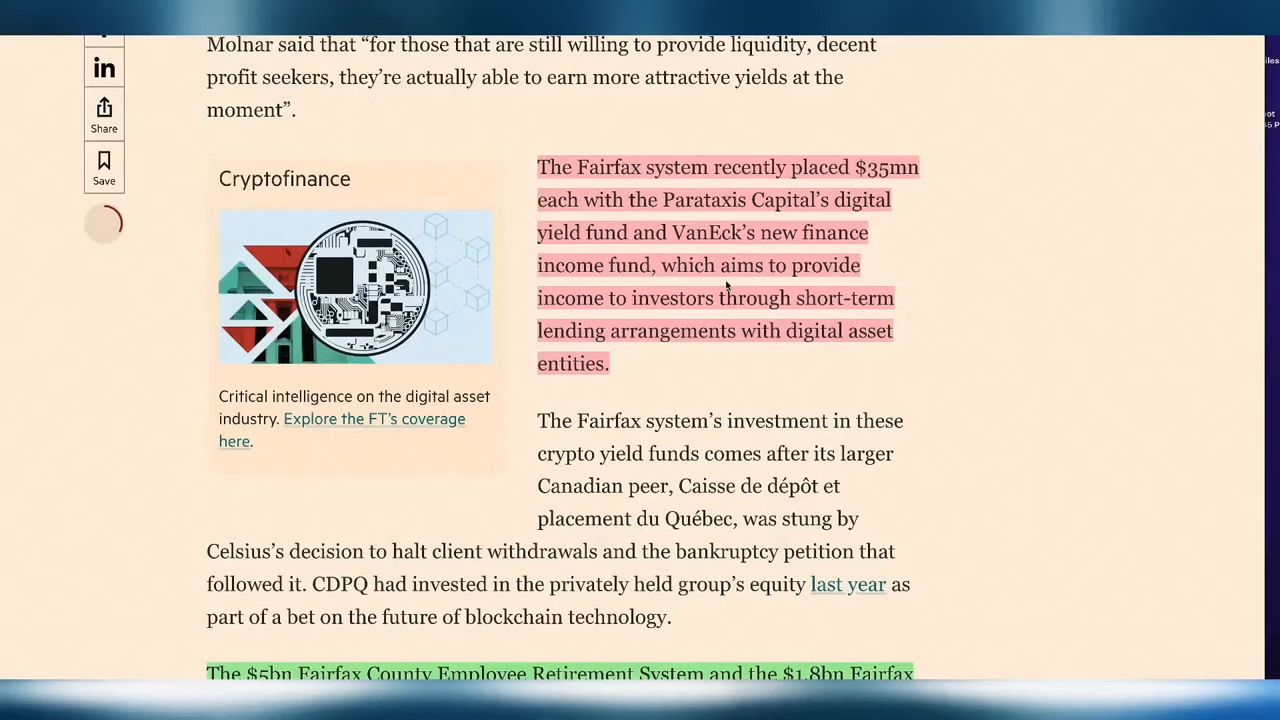 Molnar said that “for those that are still willing to provide liquidity, decent
profit seekers, they’re actually able to earn more attractive yields at the
moment”.
in
Share
Save
Cryptofinance
Critical intelligence on the digital asset
industry. Explore the FT’s coverage
here.
The Fairfax system recently placed $35mn
each with the Parataxis Capital’s digital
yield fund and VanEck’s new finance
income fund, which aims to provide
income to investors through short-term
lending arrangements with digital asset
entities.
The Fairfax system’s investment in these
crypto yield funds comes after its larger
Canadian peer, Caisse de dépôt et
placement du Québec, was stung by
Celsius’s decision to halt client withdrawals and the bankruptcy petition that
followed it. CDPQ had invested in the privately held group’s equity last year as
part of a bet on the future of blockchain technology.
The $5bn Fairfax County Employee Retirement System and the $1.8bn Fairfax